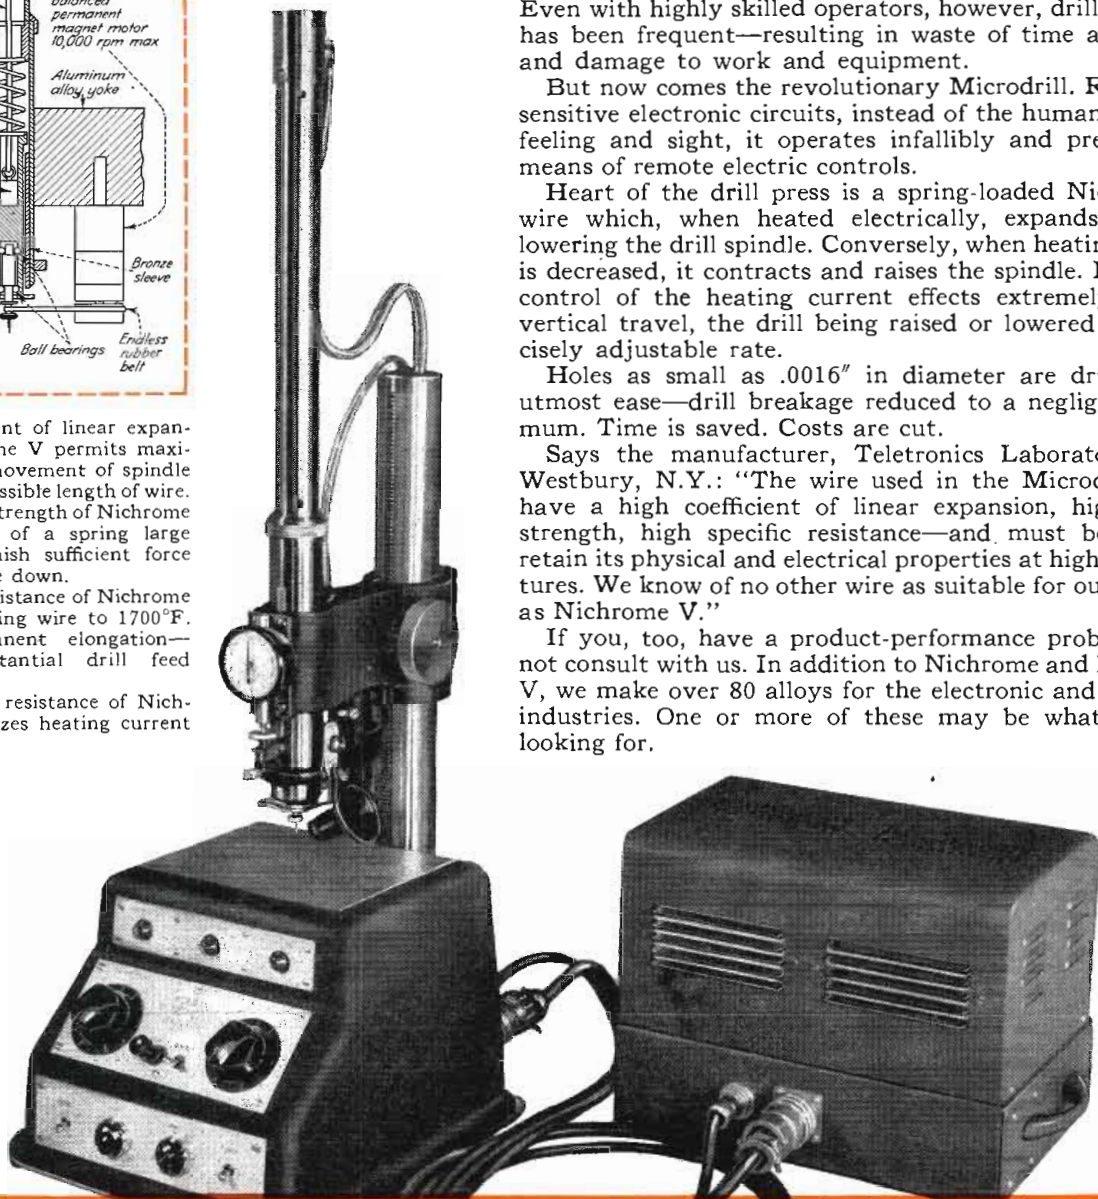 balanced
permanent
magnet motor
10,000 rpm max
Aluminum
alloy yoke
Bronze
sleeve
Ball bearings
Endless
rubber
belt
nt of linear expan-
ne V permits maxi-
novement of spindle
ssible length of wire.
trength of Nichrome
of a spring large
nish sufficient force
e down.
istance of Nichrome
ing wire to 1700°F.
nent elongation—
tantial drill feed
resistance of Nich-
zes heating current
Even with highly skilled operators, however, drill
has been frequent—resulting in waste of time a
and damage to work and equipment.
But now comes the revolutionary Microdrill. R
sensitive electronic circuits, instead of the human
feeling and sight, it operates infallibly and pre
means of remote electric controls.
Heart of the drill press is a spring-loaded Ni
wire which, when heated electrically, expands
lowering the drill spindle. Conversely, when heatin
is decreased, it contracts and raises the spindle.
control of the heating current effects extremel
vertical travel, the drill being raised or lowered
cisely adjustable rate.
Holes as small as .0016″ in diameter are dr
utmost ease—drill breakage reduced to a neglig
mum. Time is saved. Costs are cut.
Says the manufacturer, Teletronics Laborato
Westbury, N.Y.: “The wire used in the Microd
have a high coefficient of linear expansion, hig
strength, high specific resistance—and must b
retain its physical and electrical properties at high
tures. We know of no other wire as suitable for ou
as Nichrome V.”
If you, too, have a product-performance prob
not consult with us. In addition to Nichrome and
V, we make over 80 alloys for the electronic and
industries. One or more of these may be what
looking for.